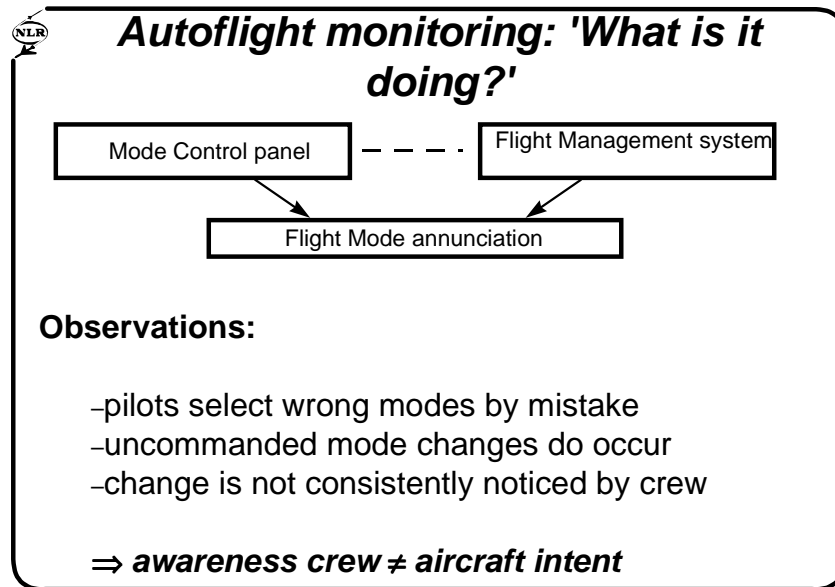 NLR
Autoflight monitoring: 'What is it
doing?'
Mode Control panel
Flight Management system
Flight Mode annunciation
Observations:
–pilots select wrong modes by mistake
–uncommanded mode changes do occur
–change is not consistently noticed by crew
⇒ awareness crew ≠ aircraft intent